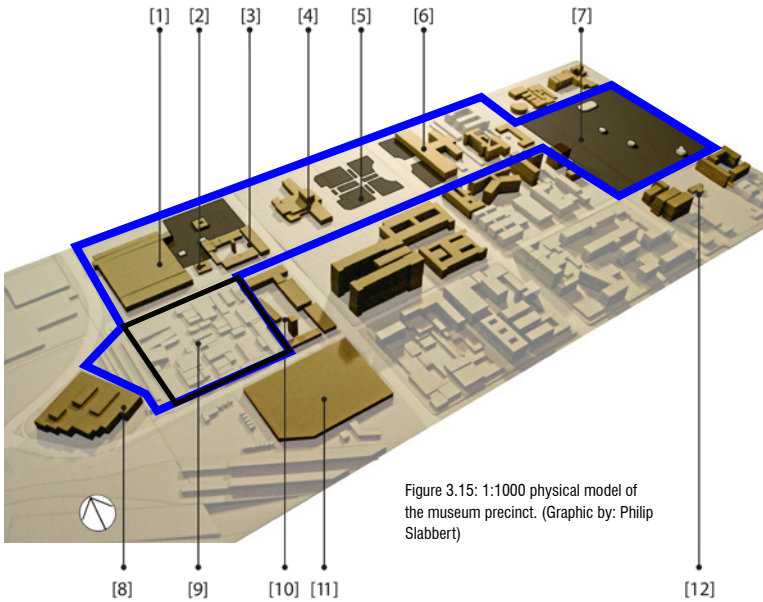 [1] [2] [3] [4] [5] [6] [7]
Figure 3.15: 1:1000 physical model of
the museum precinct. (Graphic by: Philip
Slabbert)
[8] [9] [10] [11] [12]